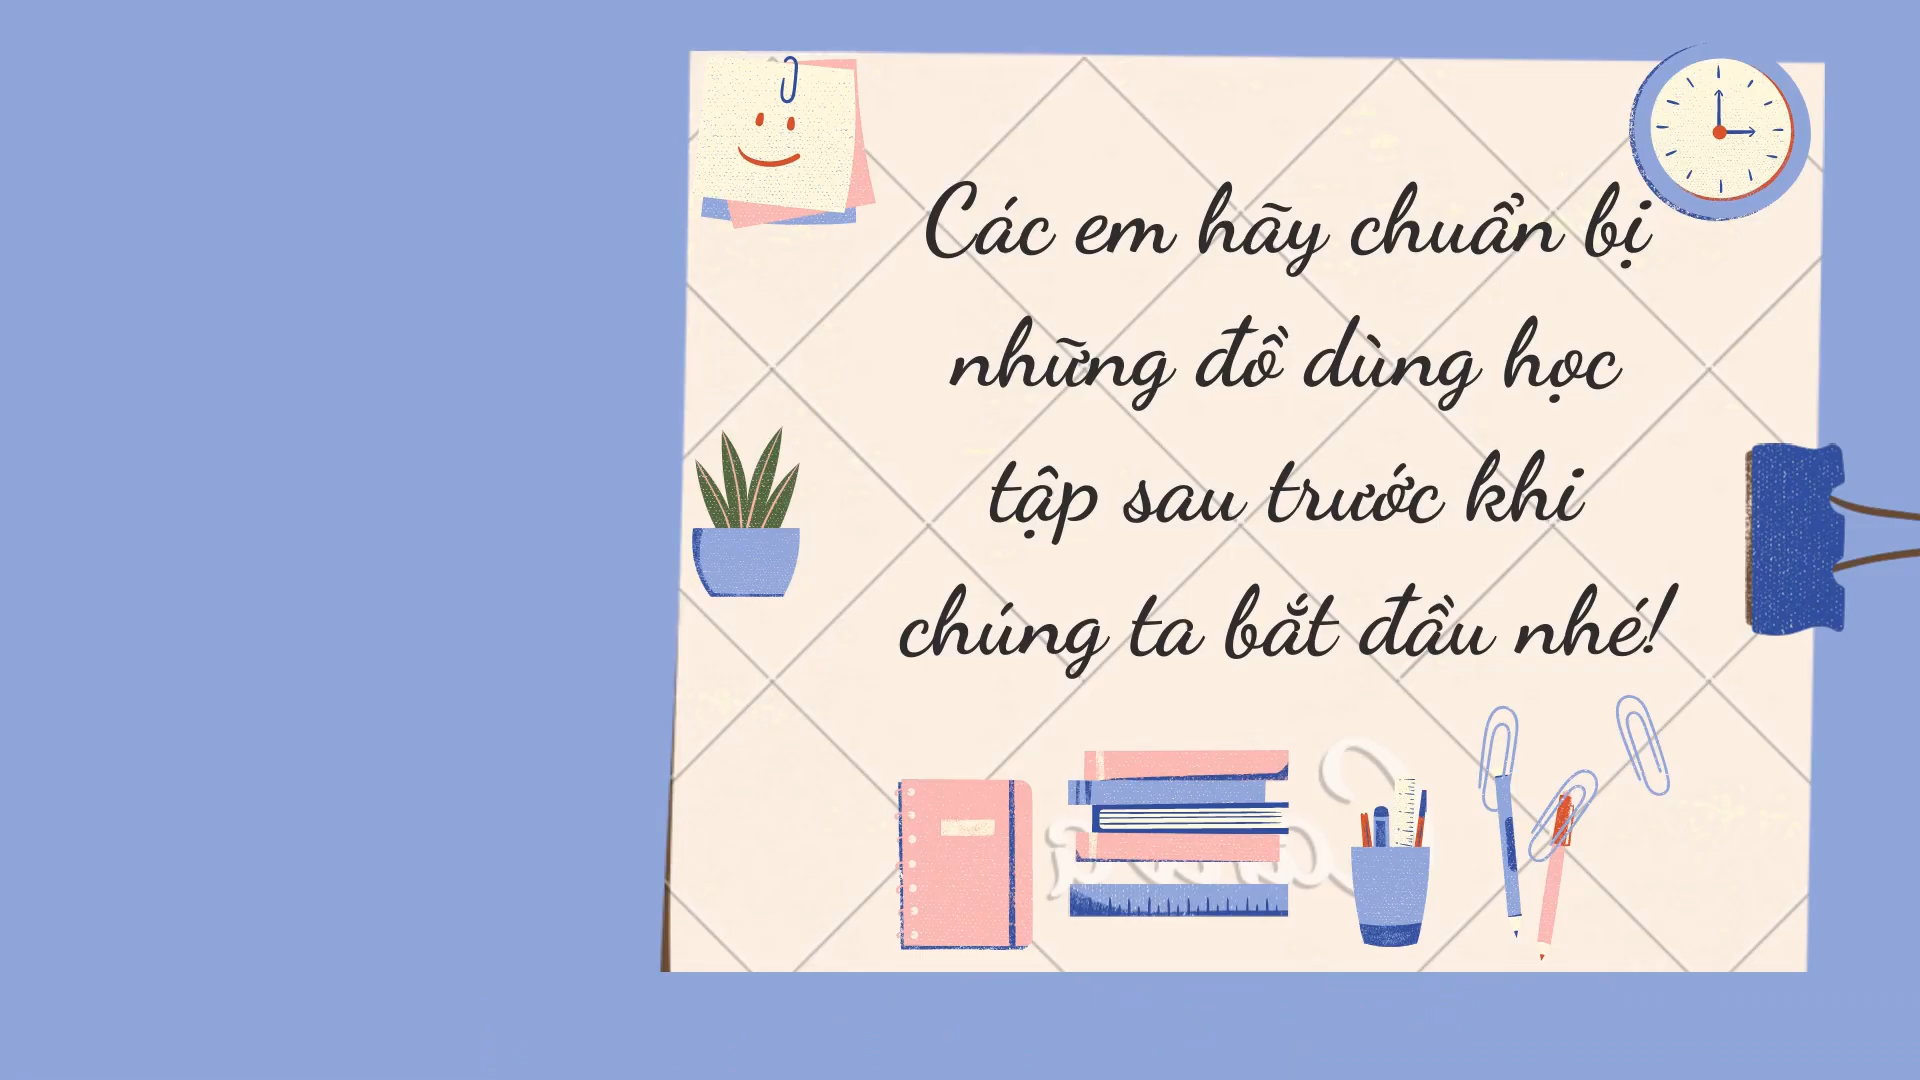 Các em hãy chuẩn bị
những đồ dùng học
tập sau trước khi
chúng ta bắt đầu nhé!